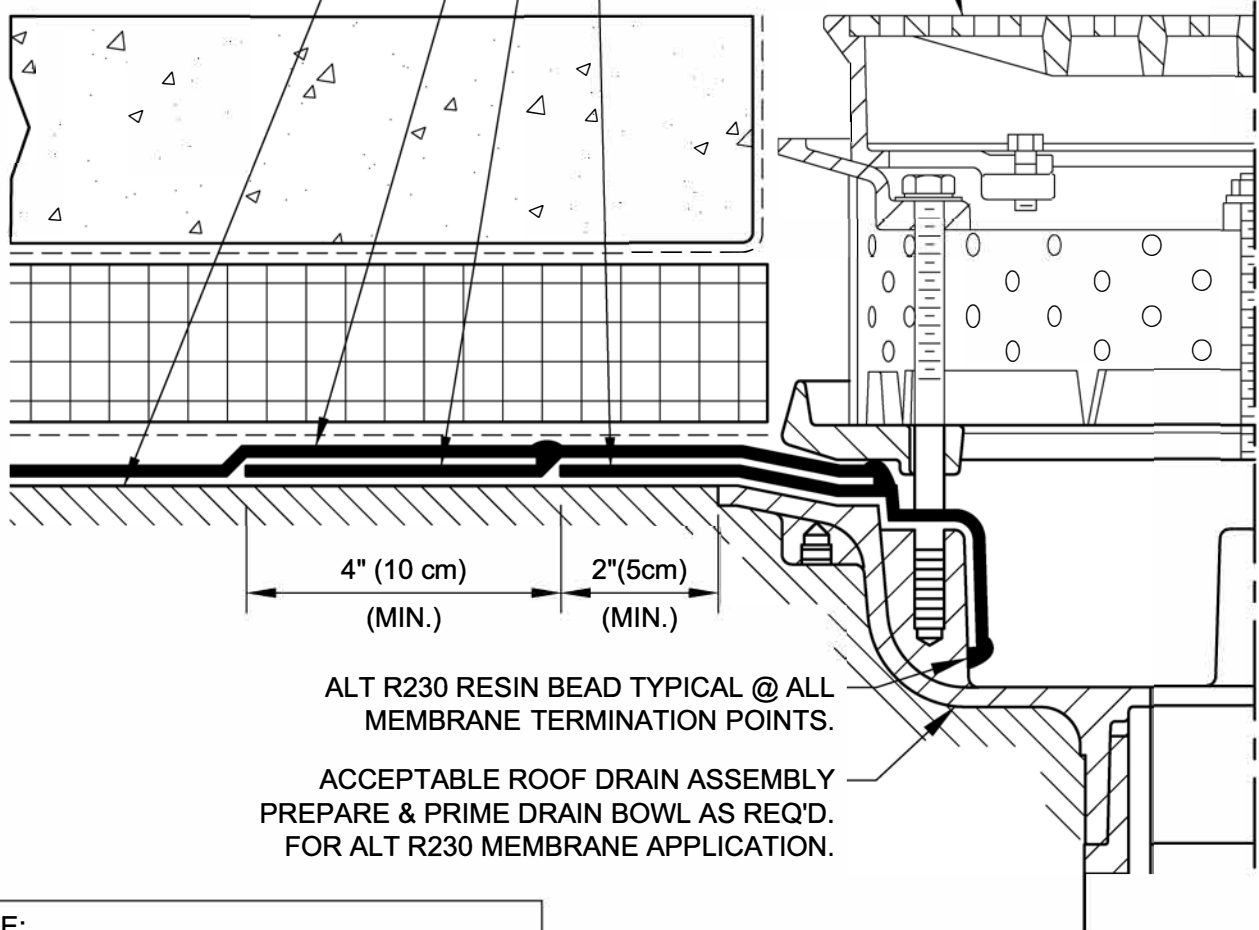 4" (10 cm)
(MIN.)
2"(5cm)
(MIN.)
ALT R230 RESIN BEAD TYPICAL @ ALL
MEMBRANE TERMINATION POINTS.
ACCEPTABLE ROOF DRAIN ASSEMBLY
PREPARE & PRIME DRAIN BOWL AS REQ'D.
FOR ALT R230 MEMBRANE APPLICATION.